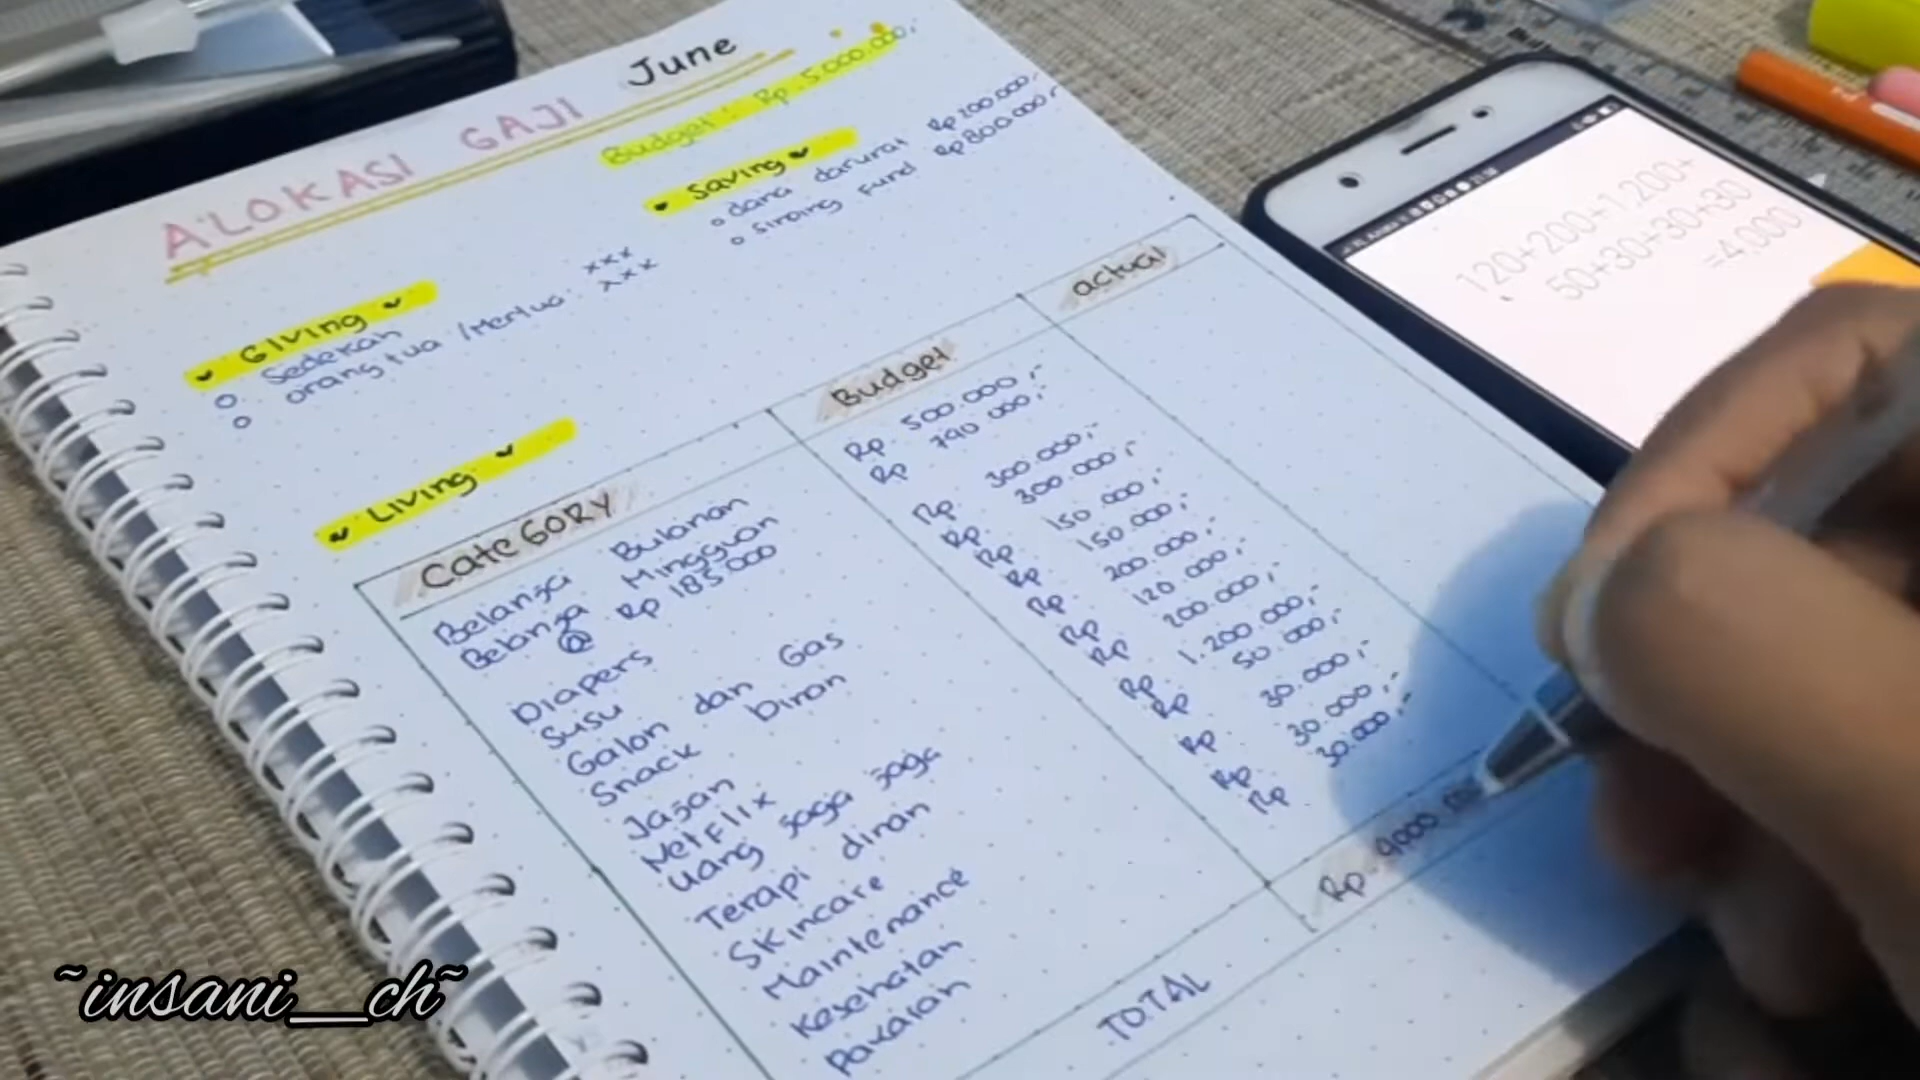 ALOKASI GAJI June
Budget : Rp. 5.000.000,-
Giving
Sedekah xxx
orang tua / Mertua : xxx
Saving
dana darurat Rp 200.000,-
Sinking Fund Rp 800.000,-
Living
Category Budget actual
Belanja Bulanan Rp. 500.000,-
Belanja Mingguan Rp 740.000,-
@ Rp 185.000
Diapers Rp 300.000,-
Susu Rp. 300.000,-
Galon dan Gas Rp 150.000,-
Snack Diran Rp 150.000,-
Jajan Rp. 200.000,-
Netflix Rp 120.000,-
uang jaga jaga Rp 200.000,-
Terapi diran Rp 1.200.000,-
Skincare Rp 50.000,-
Maintenance Rp 30.000,-
Kesehatan Rp 30.000,-
pakaian Rp 30.000,-
TOTAL Rp. 4000.000
120+200+1.200+
50+30+30+30
=4.000
~insani__ch~